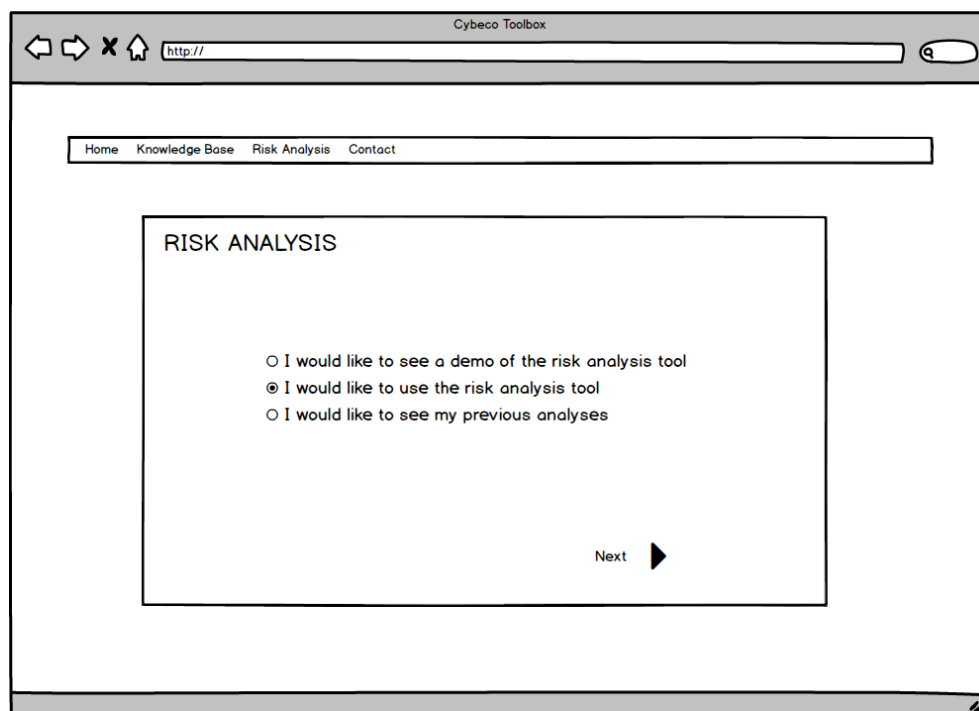 Cybeco Toolbox
http://
Home Knowledge Base Risk Analysis Contact
RISK ANALYSIS
I would like to see a demo of the risk analysis tool
I would like to use the risk analysis tool
I would like to see my previous analyses
Next